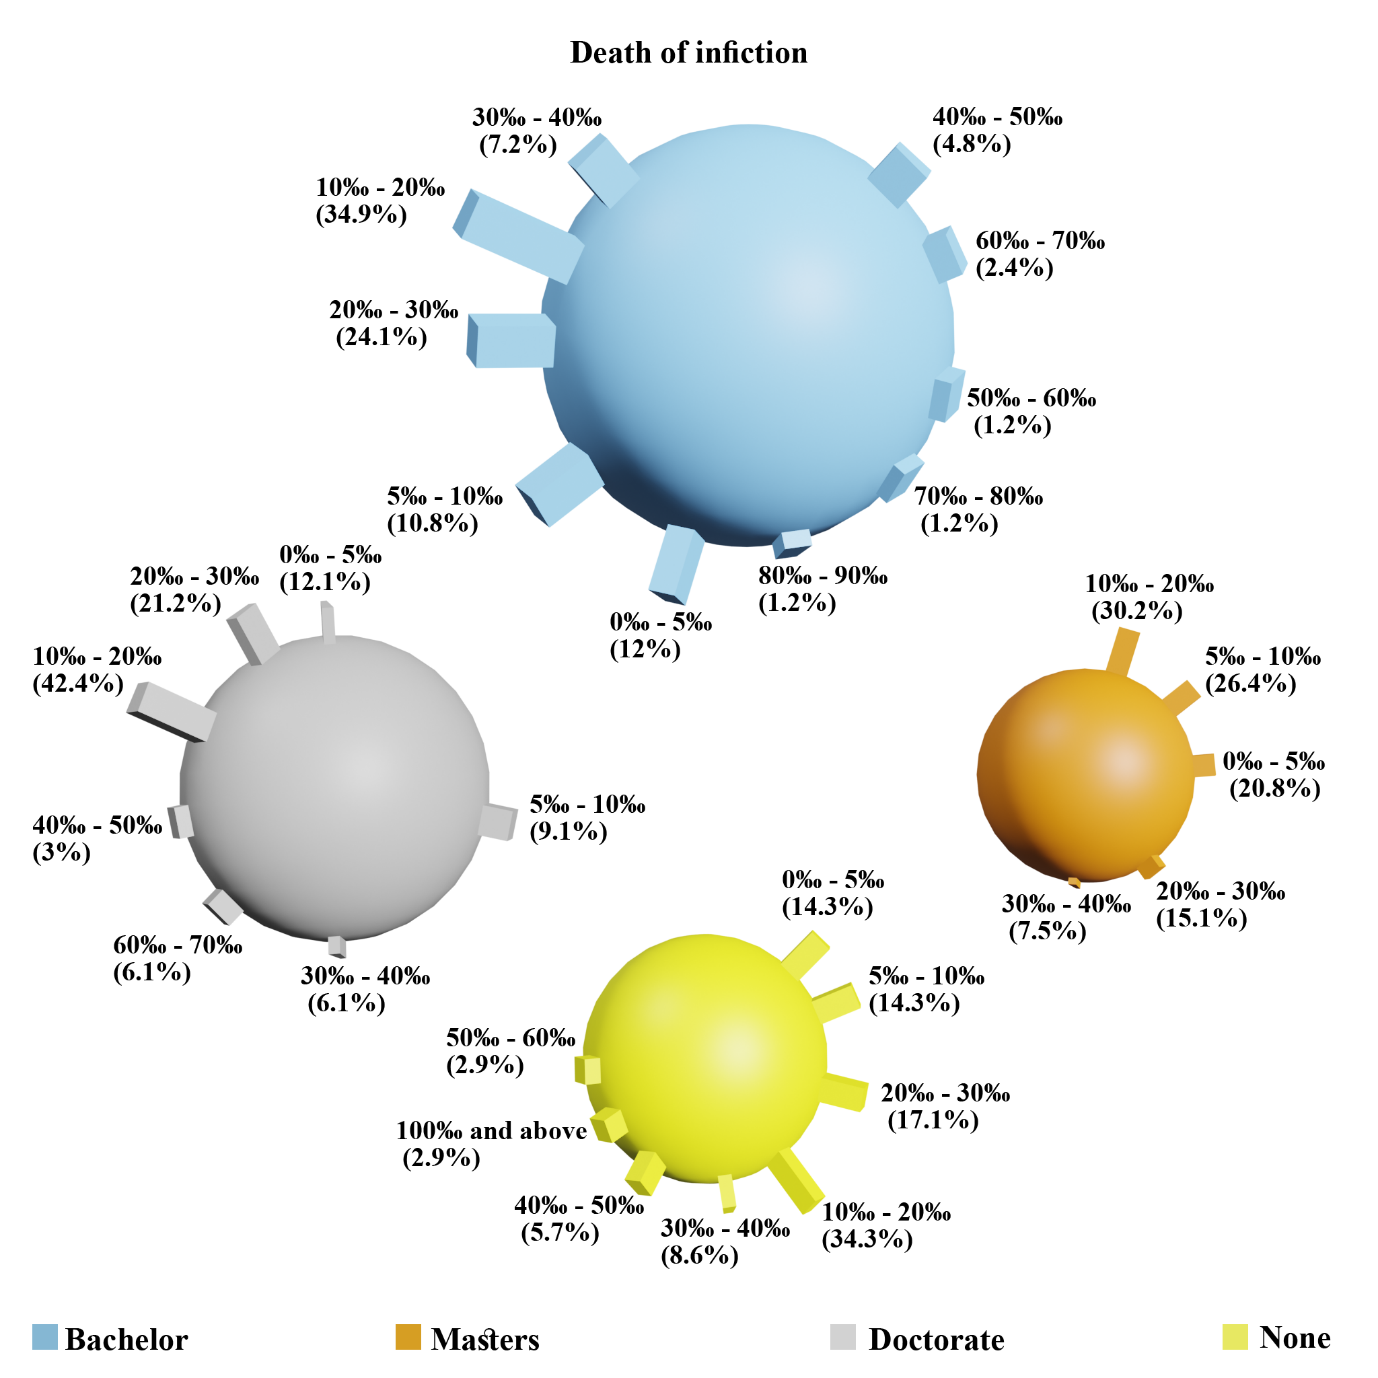 Death of infiction
30‰ - 40‰
(7.2%)
40‰ - 50‰
(4.8%)
10‰ - 20‰
(34.9%)
60‰ - 70‰
(2.4%)
20‰ - 30‰
(24.1%)
50‰ - 60‰
(1.2%)
5‰ - 10‰
(10.8%)
70‰ - 80‰
(1.2%)
80‰ - 90‰
(1.2%)
0‰ - 5‰
(12%)
0‰ - 5‰
(12.1%)
20‰ - 30‰
(21.2%)
10‰ - 20‰
(42.4%)
5‰ - 10‰
(9.1%)
40‰ - 50‰
(3%)
60‰ - 70‰
(6.1%)
30‰ - 40‰
(6.1%)
10‰ - 20‰
(30.2%)
5‰ - 10‰
(26.4%)
0‰ - 5‰
(20.8%)
20‰ - 30‰
(15.1%)
30‰ - 40‰
(7.5%)
0‰ - 5‰
(14.3%)
5‰ - 10‰
(14.3%)
50‰ - 60‰
(2.9%)
20‰ - 30‰
(17.1%)
100‰ and above
(2.9%)
40‰ - 50‰
(5.7%)
30‰ - 40‰
(8.6%)
10‰ - 20‰
(34.3%)
Bachelor
Masters
Doctorate
None